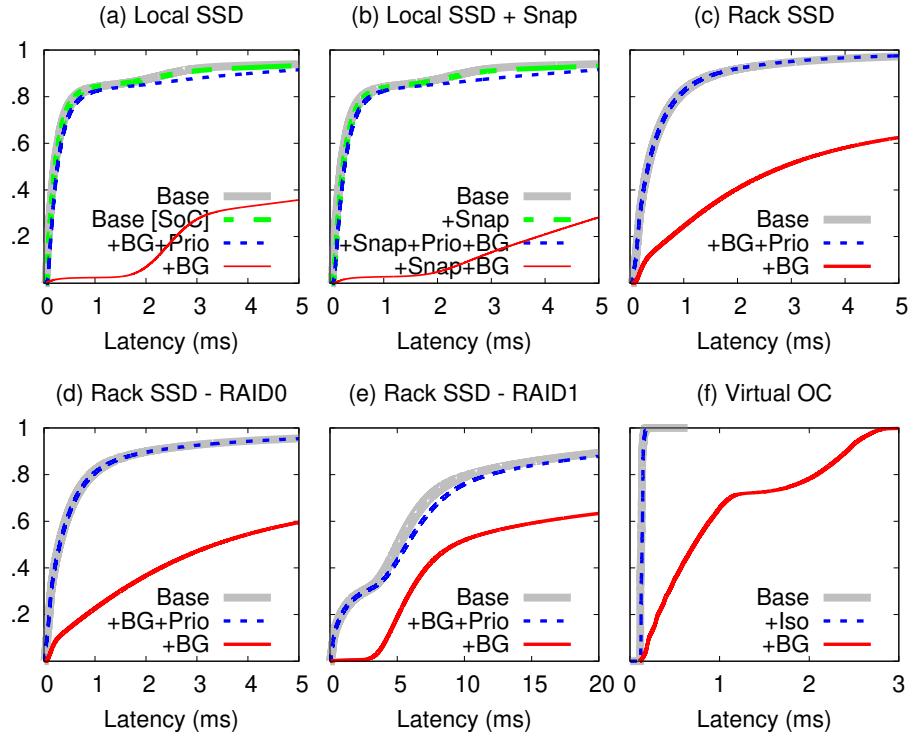 (a) Local SSD
(b) Local SSD + Snap
(c) Rack SSD
1
.8
.6
.4
.2
Base
Base [SoC]
+BG+Prio
+BG
0 1 2 3 4 5
Latency (ms)
Base
+Snap
+Snap+Prio+BG
+Snap+BG
0 1 2 3 4 5
Latency (ms)
Base
+BG+Prio
+BG
0 1 2 3 4 5
Latency (ms)
(d) Rack SSD - RAID0
(e) Rack SSD - RAID1
(f) Virtual OC
1
.8
.6
.4
.2
Base
+BG+Prio
+BG
0 1 2 3 4 5
Latency (ms)
Base
+BG+Prio
+BG
0 5 10 15 20
Latency (ms)
Base
+Iso
+BG
0 1 2 3
Latency (ms)